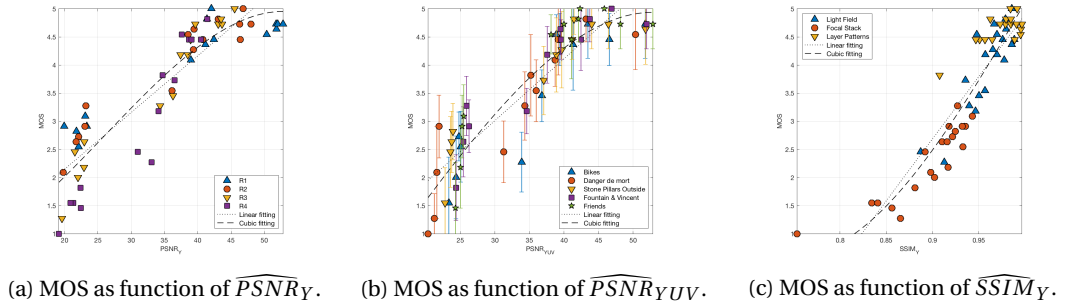 5
4.5
4
3.5
3
2.5
2
1.5
1
MOS
20 25 30 35 40 45 50
PSNR_Y
R1
R2
R3
R4
Linear fitting
Cubic fitting
5
4.5
4
3.5
3
2.5
2
1.5
1
MOS
25 30 35 40 45 50
PSNR_YUV
Bikes
Danger de mort
Stone Pillars Outside
Fountain & Vincent
Friends
Linear fitting
Cubic fitting
5
4.5
4
3.5
3
2.5
2
1.5
1
MOS
0.8 0.85 0.9 0.95
SSIM_Y
Light Field
Focal Stack
Layer Patterns
Linear fitting
Cubic fitting
(a) MOS as function of \widehat{PSNR}_Y.
(b) MOS as function of \widehat{PSNR}_{YUV}.
(c) MOS as function of \widehat{SSIM}_Y.